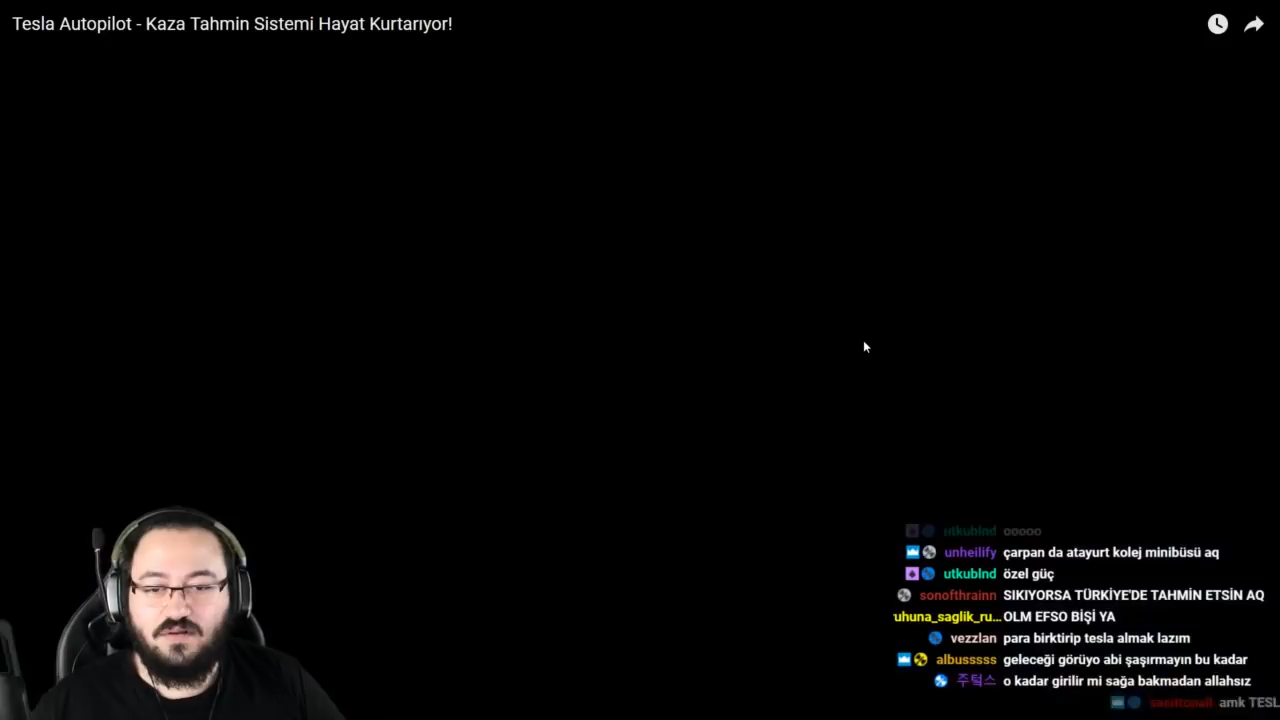 Tesla Autopilot - Kaza Tahmin Sistemi Hayat Kurtarıyor!
utkublnd ooooo
unheilify çarpan da atayurt kolej minibüsü aq
utkublnd özel güç
sonofthrainn SIKIYORSA TÜRKİYE'DE TAHMİN ETSİN AQ
uhuna_saglik_ru... OLM EFSO BİŞİ YA
vezzlan para birktirip tesla almak lazım
albusssss geleceği görüyo abi şaşırmayın bu kadar
주턱스 o kadar girilir mi sağa bakmadan allahsız
amk TESL